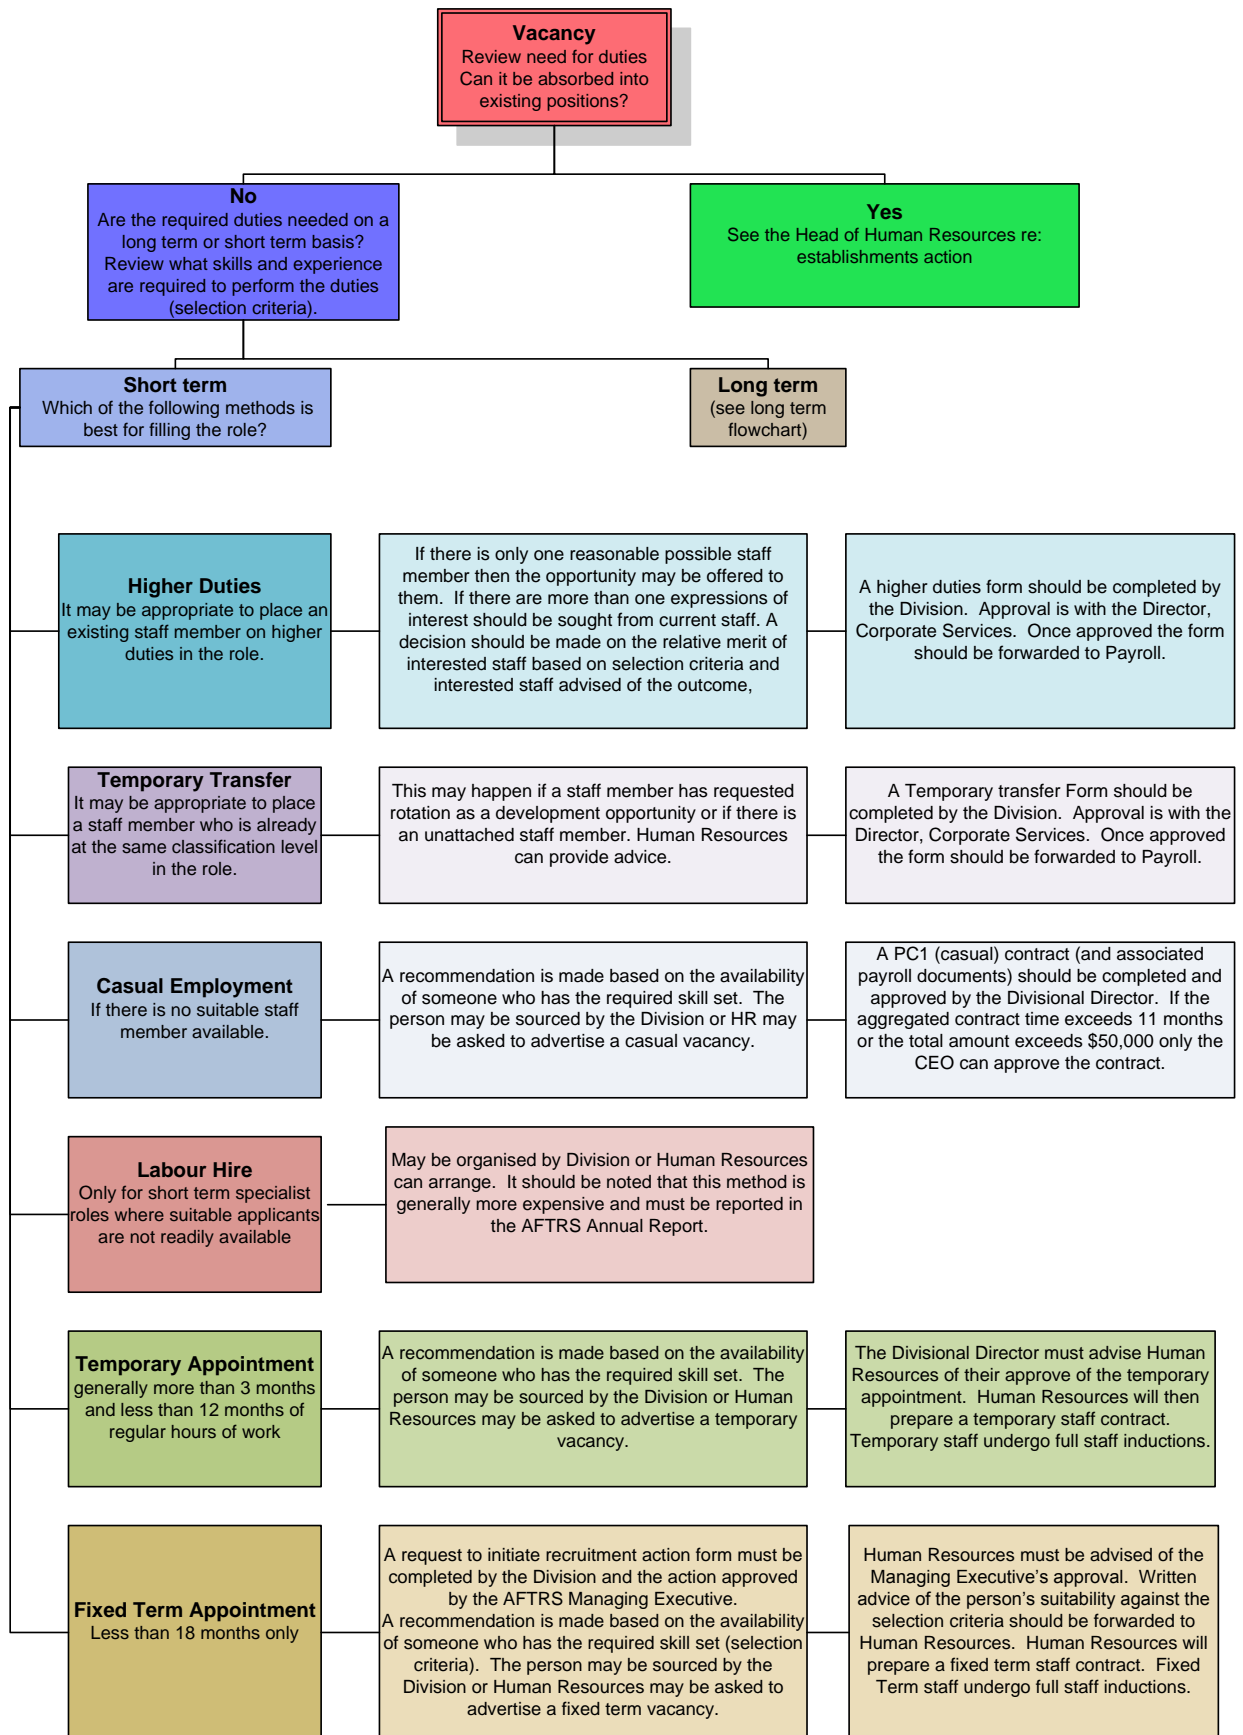 Vacancy
Review need for duties
Can it be absorbed into
existing positions?
No
Are the required duties needed on a
long term or short term basis?
Review what skills and experience
are required to perform the duties
(selection criteria).
Yes
See the Head of Human Resources re:
establishments action
Short term
Which of the following methods is
best for filling the role?
Long term
(see long term
flowchart)
Higher Duties
It may be appropriate to place an
existing staff member on higher
duties in the role.
If there is only one reasonable possible staff
member then the opportunity may be offered to
them.  If there are more than one expressions of
interest should be sought from current staff. A
decision should be made on the relative merit of
interested staff based on selection criteria and
interested staff advised of the outcome,
A higher duties form should be completed by
the Division.  Approval is with the Director,
Corporate Services.  Once approved the form
should be forwarded to Payroll.
Temporary Transfer
It may be appropriate to place
a staff member who is already
at the same classification level
in the role.
This may happen if a staff member has requested
rotation as a development opportunity or if there is
an unattached staff member. Human Resources
can provide advice.
A Temporary transfer Form should be
completed by the Division.  Approval is with the
Director, Corporate Services.  Once approved
the form should be forwarded to Payroll.
Casual Employment
If there is no suitable staff
member available.
A recommendation is made based on the availability
of someone who has the required skill set.  The
person may be sourced by the Division or HR may
be asked to advertise a casual vacancy.
A PC1 (casual) contract (and associated
payroll documents) should be completed and
approved by the Divisional Director.  If the
aggregated contract time exceeds 11 months
or the total amount exceeds $50,000 only the
CEO can approve the contract.
Labour Hire
Only for short term specialist
roles where suitable applicants
are not readily available
May be organised by Division or Human Resources
can arrange.  It should be noted that this method is
generally more expensive and must be reported in
the AFTRS Annual Report.
Temporary Appointment
generally more than 3 months
and less than 12 months of
regular hours of work
A recommendation is made based on the availability
of someone who has the required skill set.  The
person may be sourced by the Division or Human
Resources may be asked to advertise a temporary
vacancy.
The Divisional Director must advise Human
Resources of their approve of the temporary
appointment.  Human Resources will then
prepare a temporary staff contract.
Temporary staff undergo full staff inductions.
Fixed Term Appointment
Less than 18 months only
A request to initiate recruitment action form must be
completed by the Division and the action approved
by the AFTRS Managing Executive.
A recommendation is made based on the availability
of someone who has the required skill set (selection
criteria).  The person may be sourced by the
Division or Human Resources may be asked to
advertise a fixed term vacancy.
Human Resources must be advised of the
Managing Executive’s approval.  Written
advice of the person’s suitability against the
selection criteria should be forwarded to
Human Resources.  Human Resources will
prepare a fixed term staff contract.  Fixed
Term staff undergo full staff inductions.